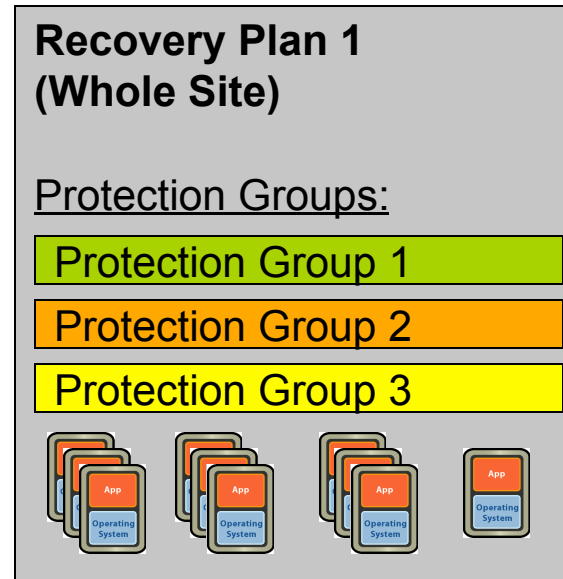 Recovery Plan 1
(Whole Site)
Protection Groups:
Protection Group 1
Protection Group 2
Protection Group 3
App
Operating
System
App
Operating
System
App
Operating
System
App
Operating
System